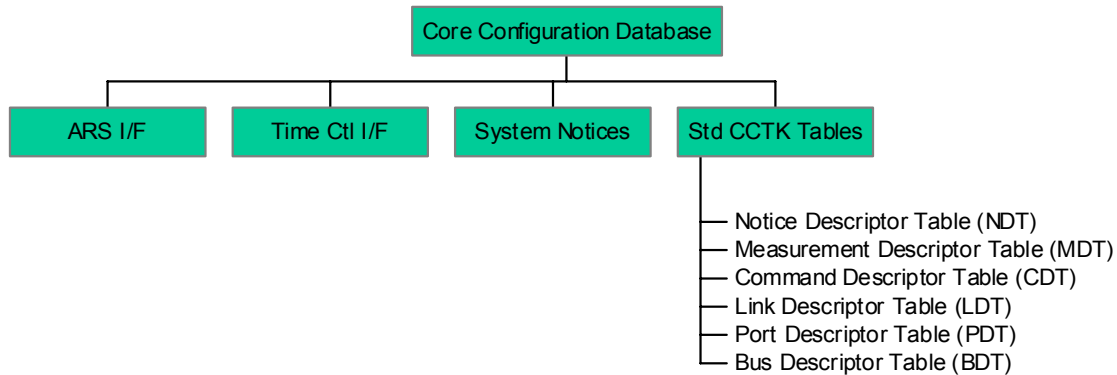 Core Configuration Database
ARS I/F
Time Ctl I/F
System Notices
Std CCTK Tables
Notice Descriptor Table (NDT)
Measurement Descriptor Table (MDT)
Command Descriptor Table (CDT)
Link Descriptor Table (LDT)
Port Descriptor Table (PDT)
Bus Descriptor Table (BDT)